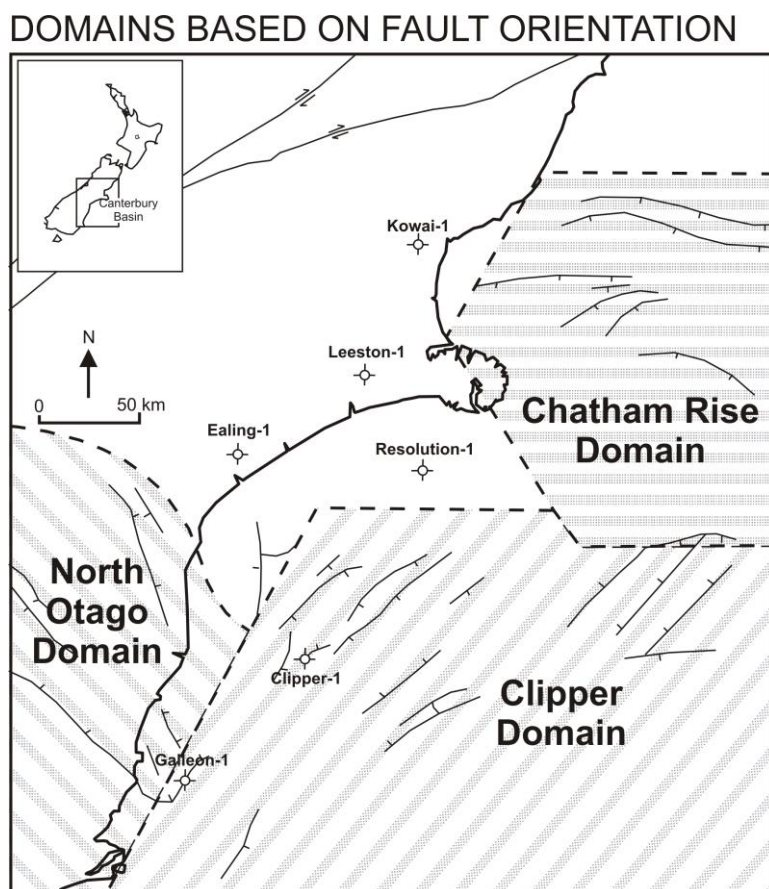 DOMAINS BASED ON FAULT ORIENTATION
Canterbury
Basin
Kowai-1
N
Leeston-1
0 50 km
Chatham Rise
Domain
Ealing-1
Resolution-1
North
Otago
Domain
Clipper-1
Clipper
Domain
Galleon-1